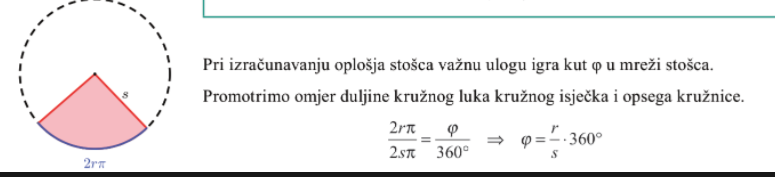 Pri izračunavanju oplošja stošca važnu ulogu igra kut φ u mreži stošca.
s
Promotrimo omjer duljine kružnog luka kružnog isječka i opsega kružnice.
2rπ/2sπ = φ/360° ⇒ φ = r/s · 360°
2rπ